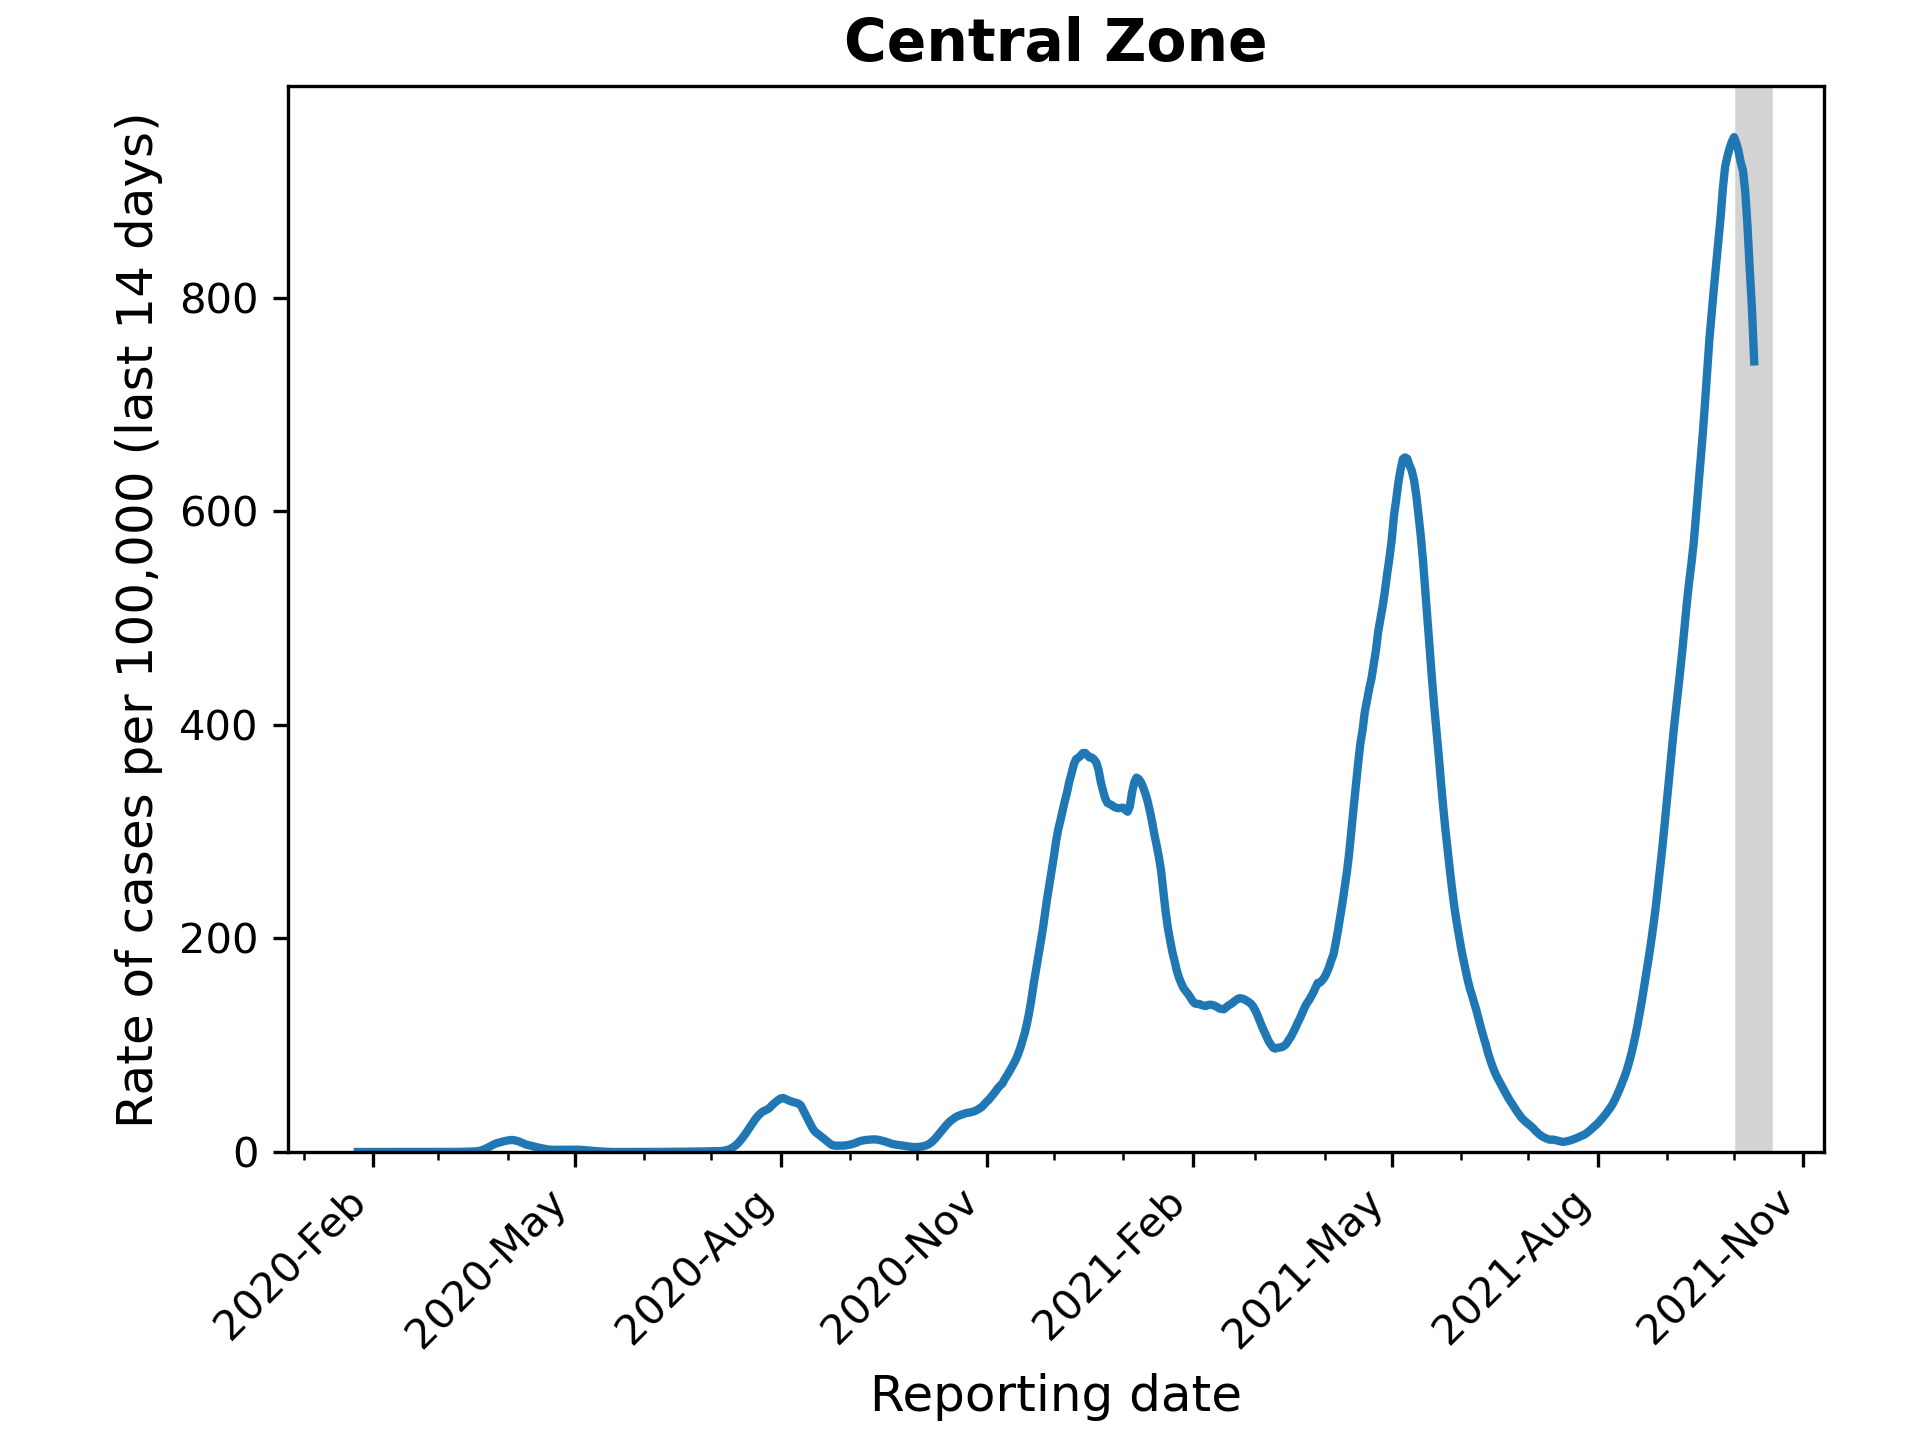 Central Zone
Rate of cases per 100,000 (last 14 days)
800
600
400
200
0
2020-Feb
2020-May
2020-Aug
2020-Nov
2021-Feb
2021-May
2021-Aug
2021-Nov
Reporting date